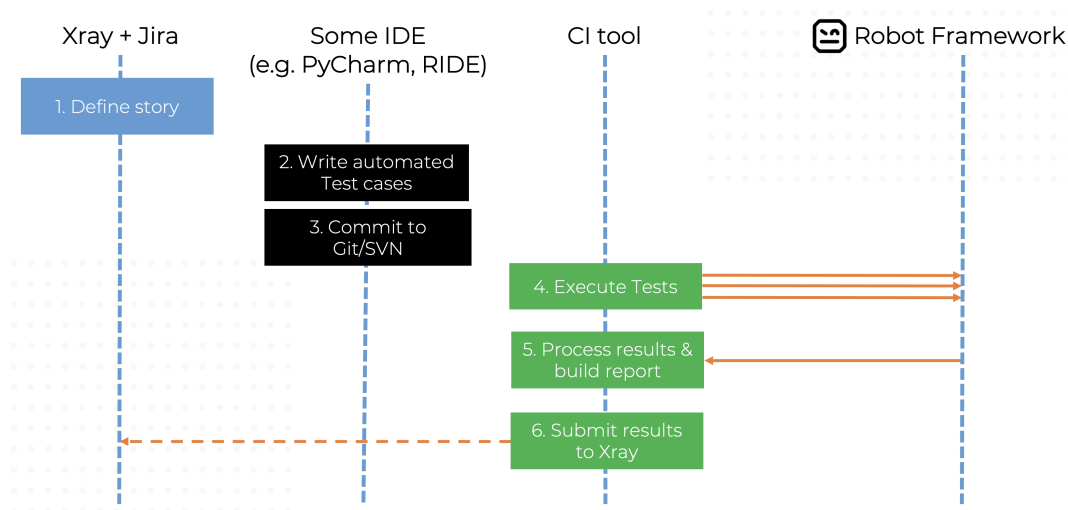 Xray + Jira
Some IDE
(e.g. PyCharm, RIDE)
CI tool
Robot Framework
1. Define story
2. Write automated
Test cases
3. Commit to
Git/SVN
4. Execute Tests
5. Process results &
build report
6. Submit results
to Xray